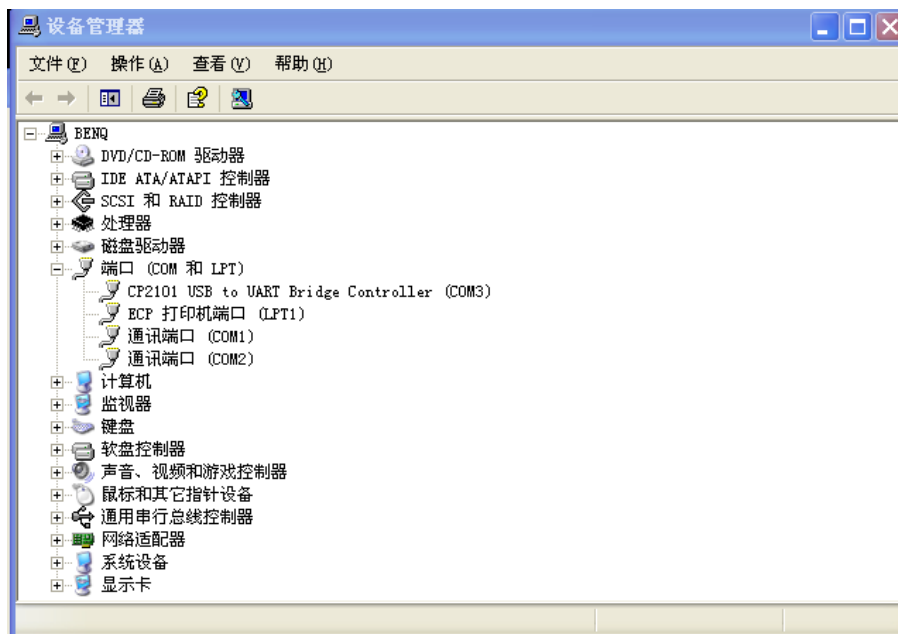 设备管理器
文件(F) 操作(A) 查看(V) 帮助(H)
BENQ
DVD/CD-ROM 驱动器
IDE ATA/ATAPI 控制器
SCSI 和 RAID 控制器
处理器
磁盘驱动器
端口 (COM 和 LPT)
CP2101 USB to UART Bridge Controller (COM3)
ECP 打印机端口 (LPT1)
通讯端口 (COM1)
通讯端口 (COM2)
计算机
监视器
键盘
软盘控制器
声音、视频和游戏控制器
鼠标和其它指针设备
通用串行总线控制器
网络适配器
系统设备
显示卡